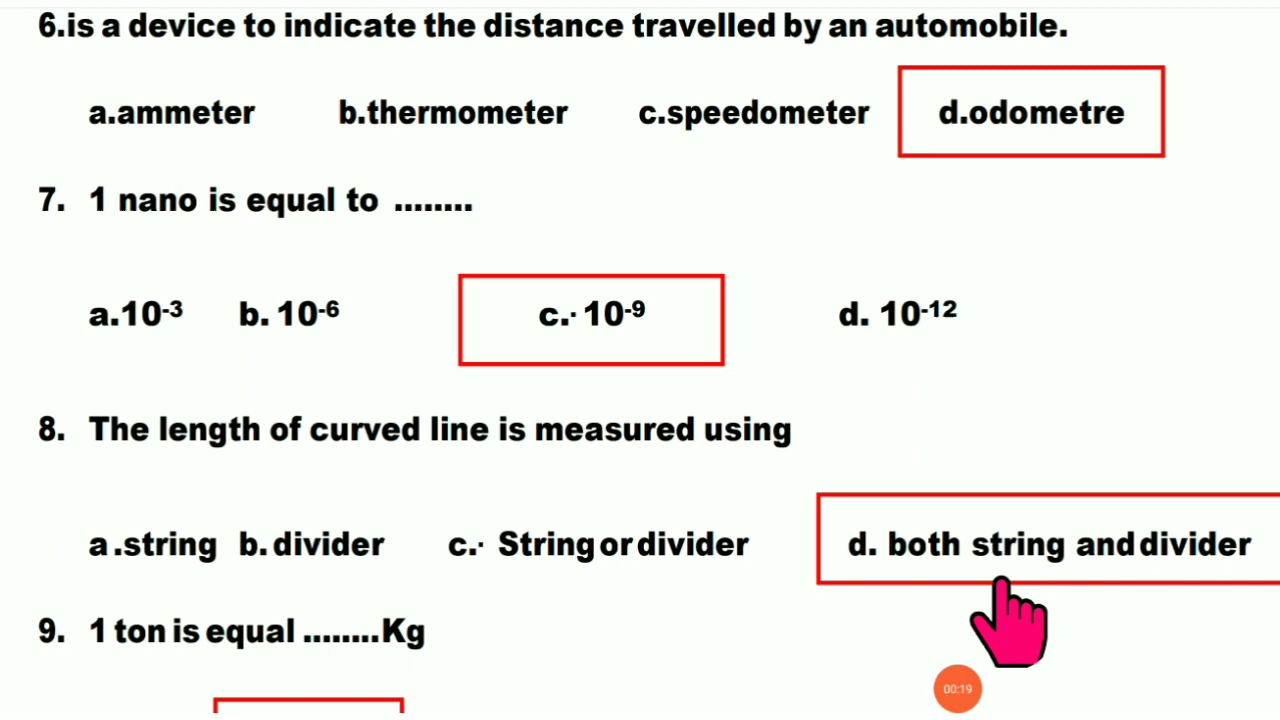 6.is a device to indicate the distance travelled by an automobile.
a.ammeter b.thermometer c.speedometer d.odometre
7. 1 nano is equal to ........
a.10⁻³ b. 10⁻⁶ c.· 10⁻⁹ d. 10⁻¹²
8. The length of curved line is measured using
a.string b. divider c.· String or divider d. both string and divider
9. 1 ton is equal ........Kg
00:19